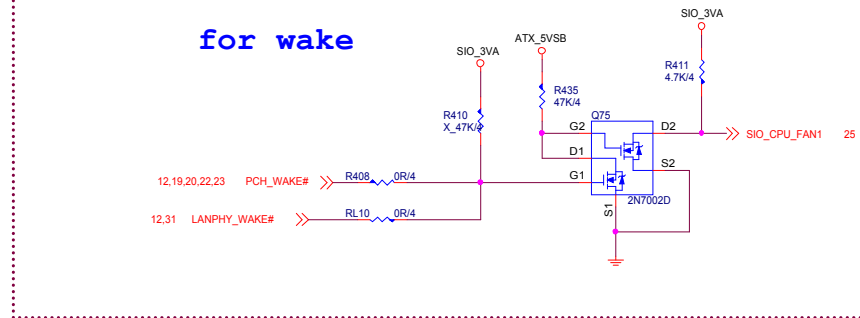 for wake
SIO_3VA
ATX_5VSB
SIO_3VA
R411
4.7K/4
R435
47K/4
R410
X_47K/4
Q75
G2
D2
SIO_CPU_FAN1 25
D1
S2
12,19,20,22,23 PCH_WAKE#
R408
0R/4
G1
2N7002D
S1
12,31 LANPHY_WAKE#
RL10
0R/4